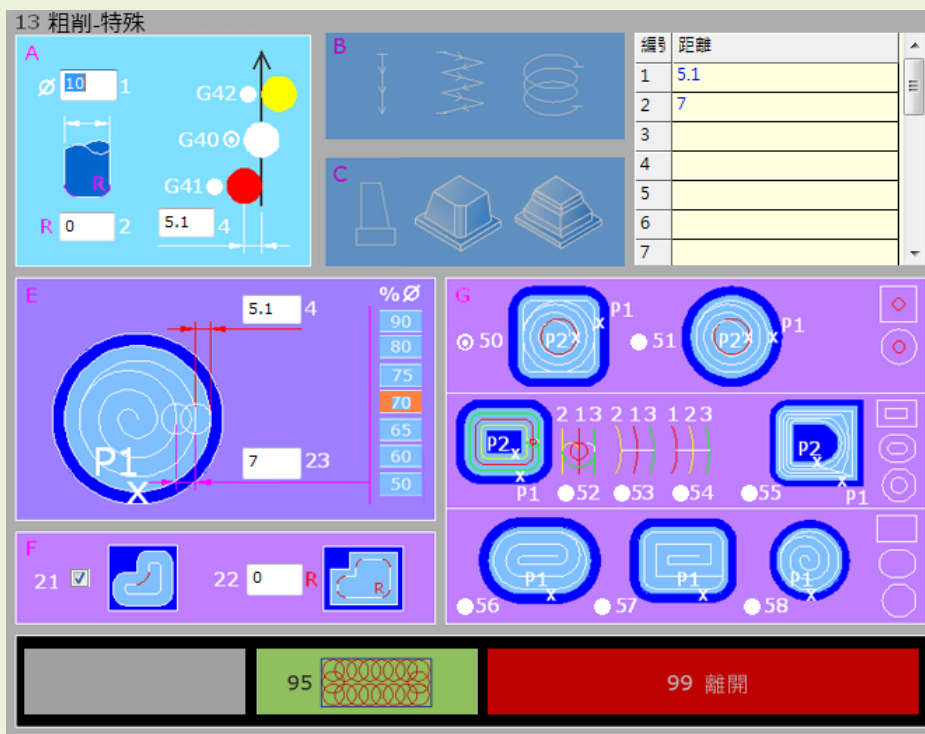 13 粗削-特殊
A
Ø 10 1
G42
G40
G41
R
R 0 2
5.1 4
B
C
編號 距離
1 5.1
2 7
3
4
5
6
7
E
5.1 4
%Ø
90
80
75
70
65
60
50
7 23
P1
X
F
21
22 0 R
R
G
50
P1
P2 X
X
51
P1
P2 X
X
P2
X
X
P1
2 1 3 2 1 3 1 2 3
52 53 54 55
P2
X
X
P1
P1
X
56
P1
X
57
P1
X
58
95
99 離開